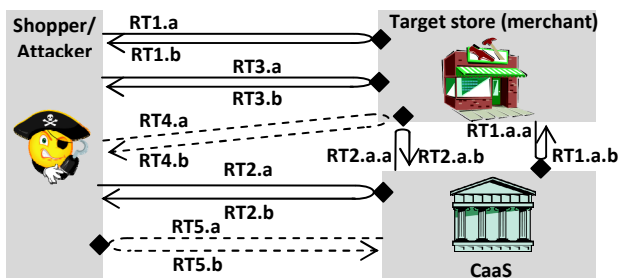 Shopper/
Attacker
RT1.a
RT1.b
Target store (merchant)
RT3.a
RT3.b
RT4.a
RT4.b
RT1.a.a
RT2.a.a
RT2.a.b
RT1.a.b
RT2.a
RT2.b
RT5.a
RT5.b
CaaS